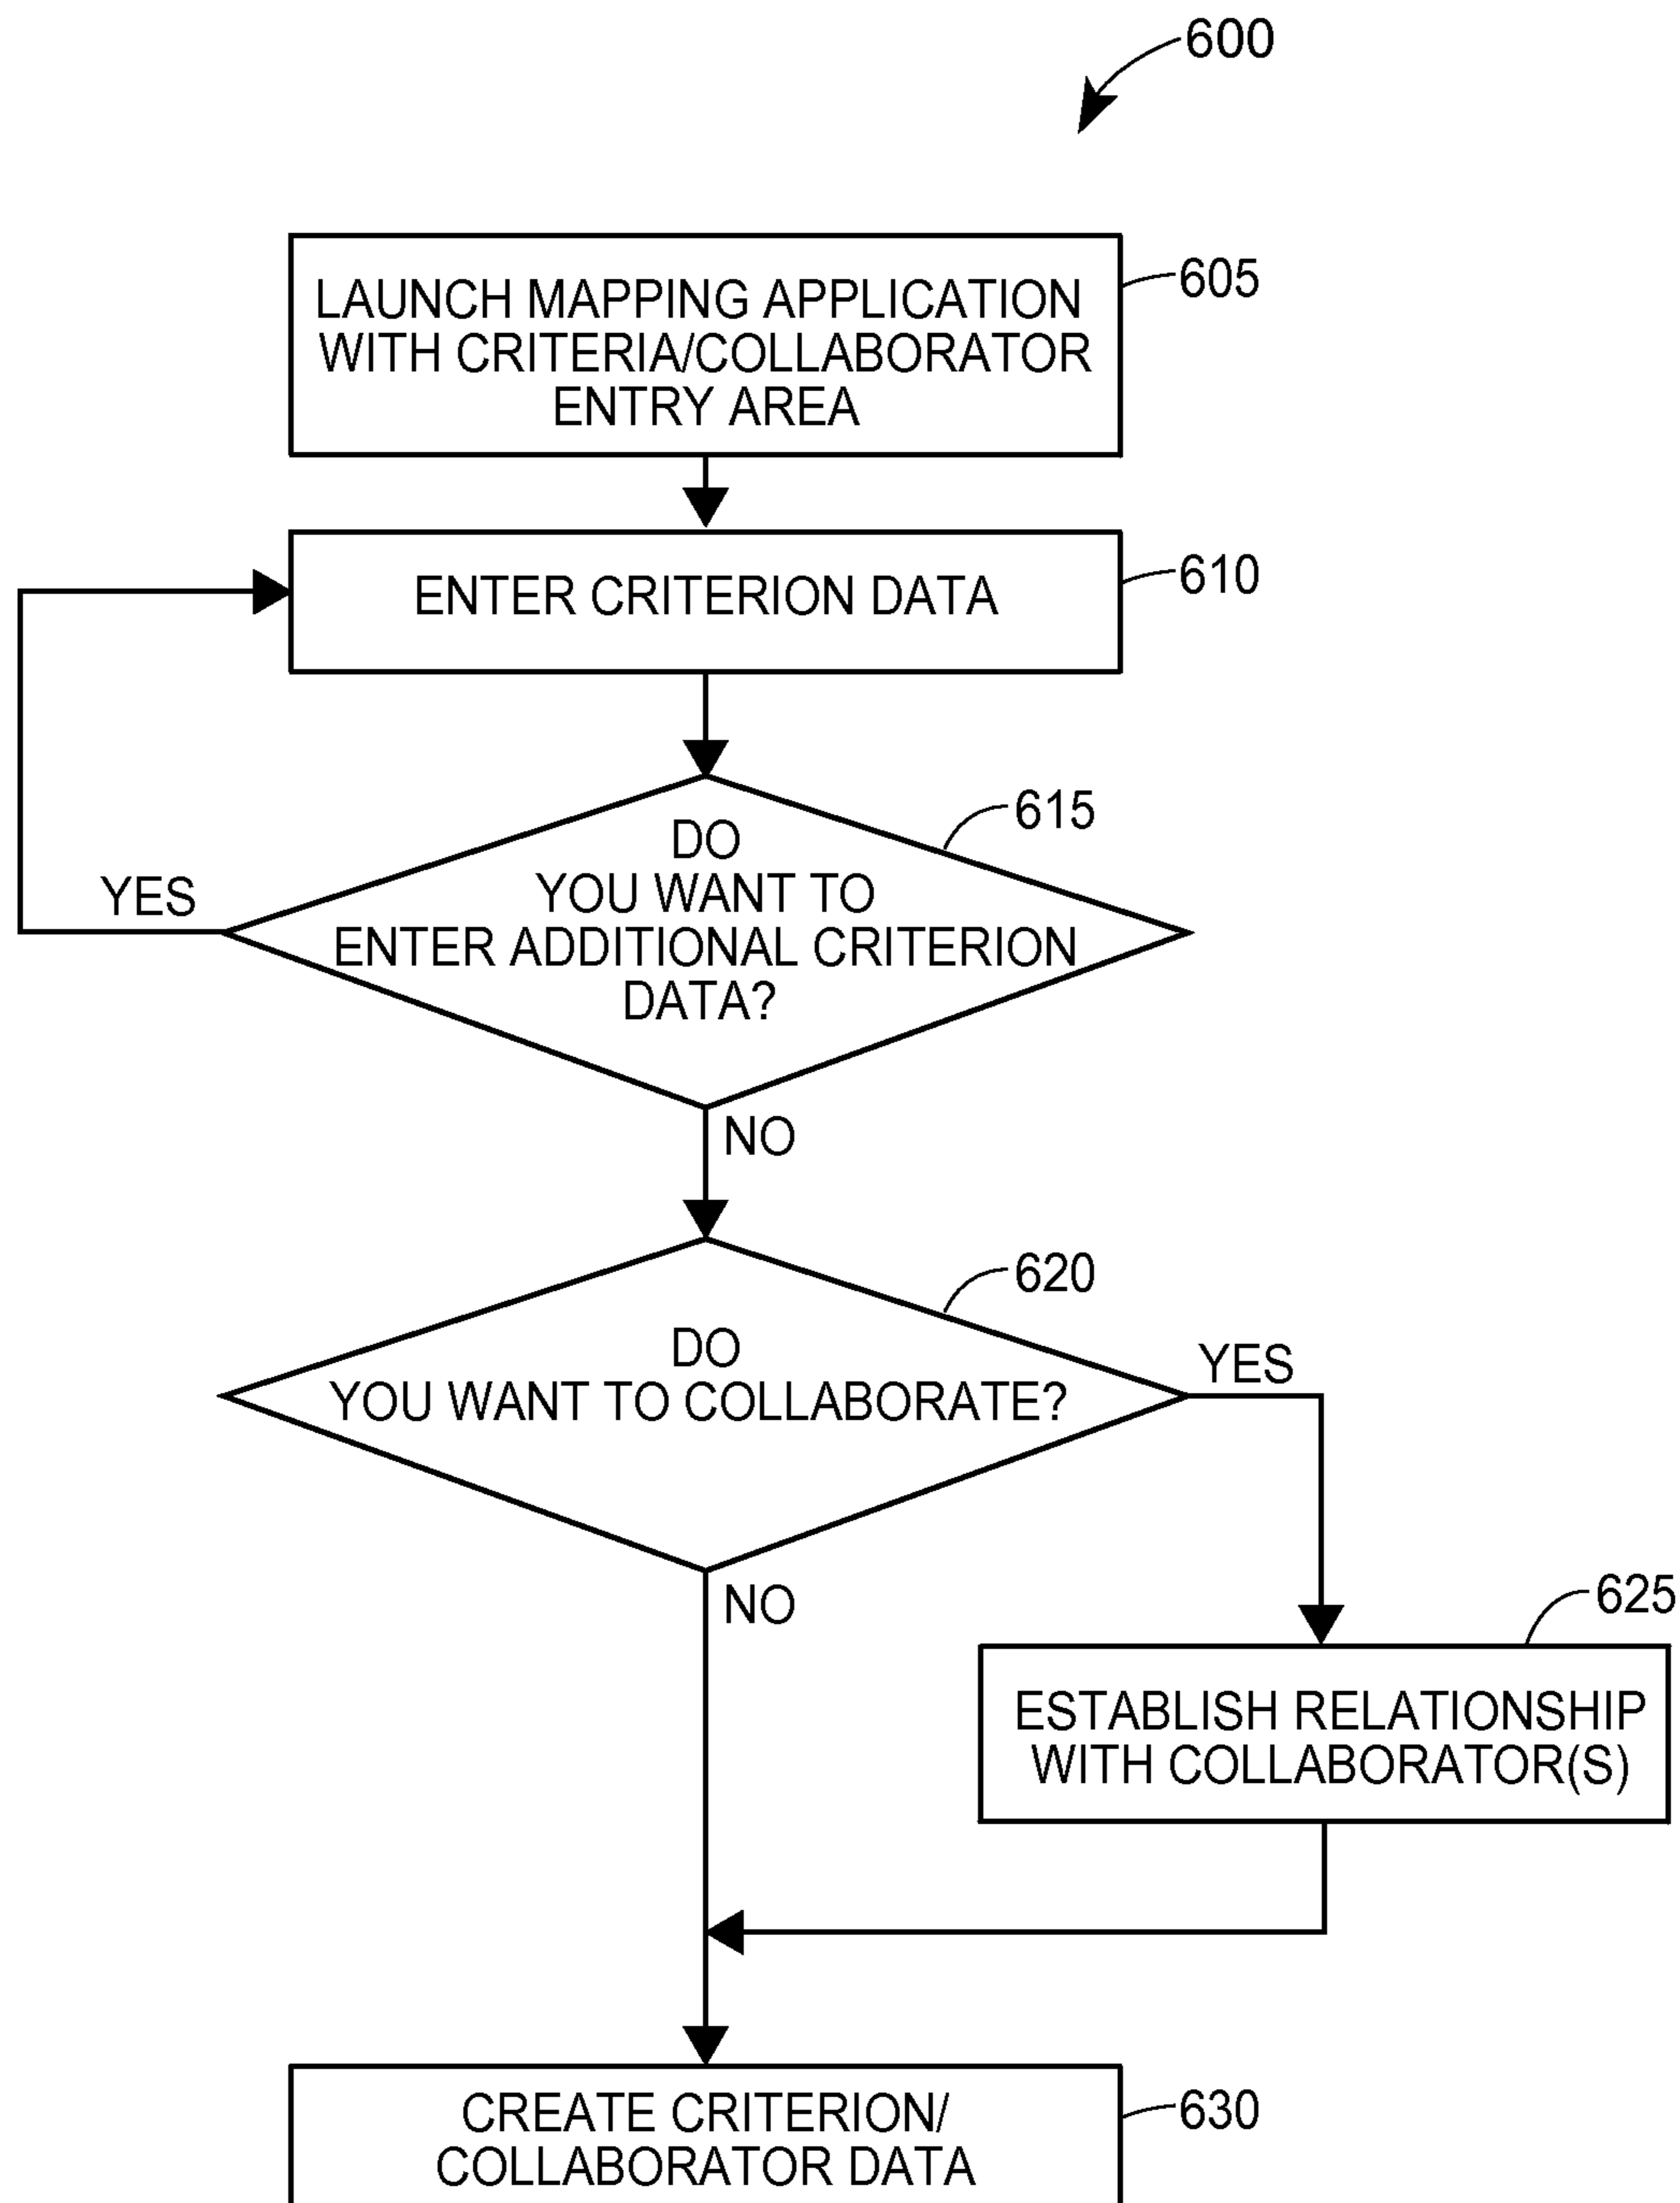 600
LAUNCH MAPPING APPLICATION
WITH CRITERIA/COLLABORATOR
ENTRY AREA
605
ENTER CRITERION DATA
610
DO
YOU WANT TO
ENTER ADDITIONAL CRITERION
DATA?
615
YES
NO
DO
YOU WANT TO COLLABORATE?
620
YES
NO
ESTABLISH RELATIONSHIP
WITH COLLABORATOR(S)
625
CREATE CRITERION/
COLLABORATOR DATA
630